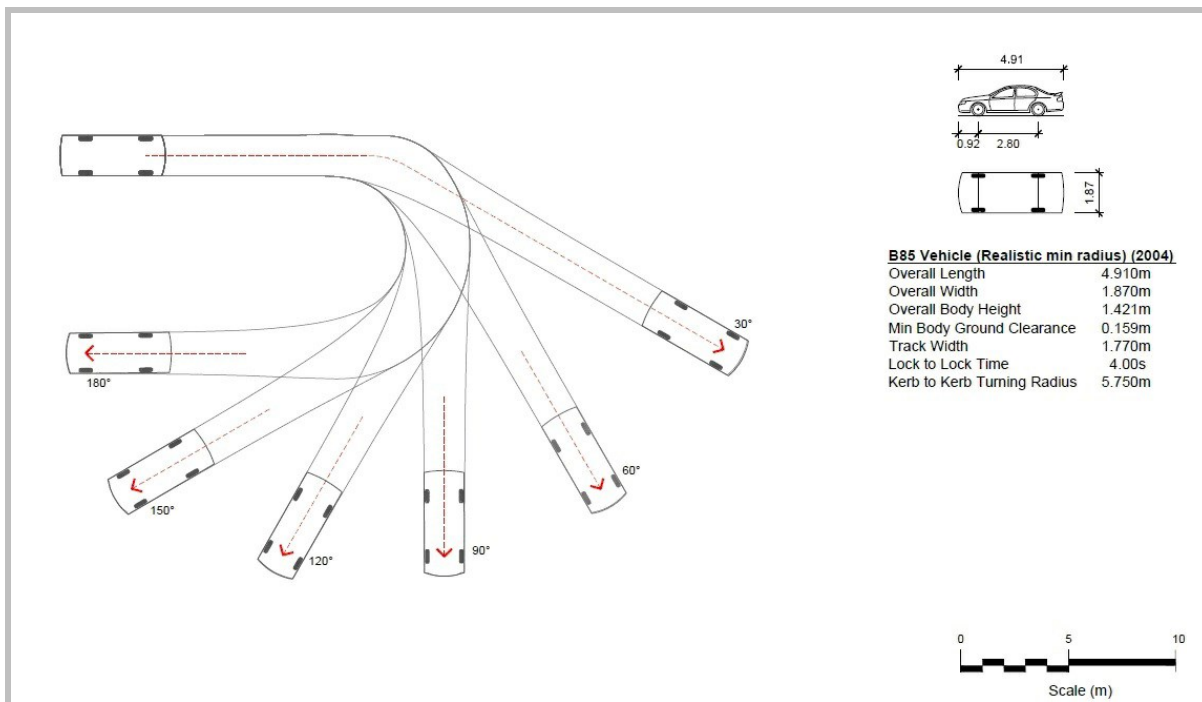 4.91
0.92 2.80
1.87
B85 Vehicle (Realistic min radius) (2004)
Overall Length 4.910m
Overall Width 1.870m
Overall Body Height 1.421m
Min Body Ground Clearance 0.159m
Track Width 1.770m
Lock to Lock Time 4.00s
Kerb to Kerb Turning Radius 5.750m
30°
180°
60°
150°
90°
120°
0 5 10
Scale (m)